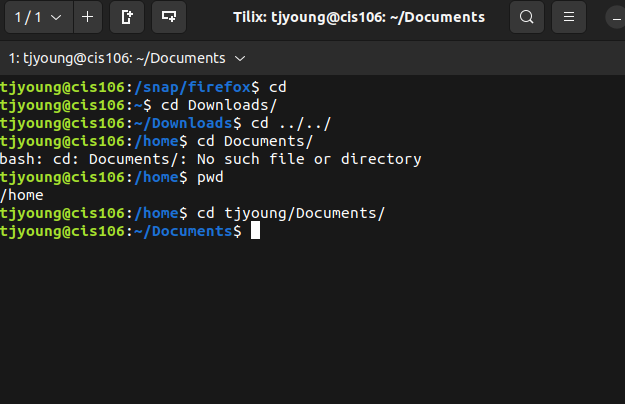 1 / 1
Tilix: tjyoung@cis106: ~/Documents
1: tjyoung@cis106: ~/Documents
tjyoung@cis106:/snap/firefox$ cd
tjyoung@cis106:~$ cd Downloads/
tjyoung@cis106:~/Downloads$ cd ../../
tjyoung@cis106:/home$ cd Documents/
bash: cd: Documents/: No such file or directory
tjyoung@cis106:/home$ pwd
/home
tjyoung@cis106:/home$ cd tjyoung/Documents/
tjyoung@cis106:~/Documents$